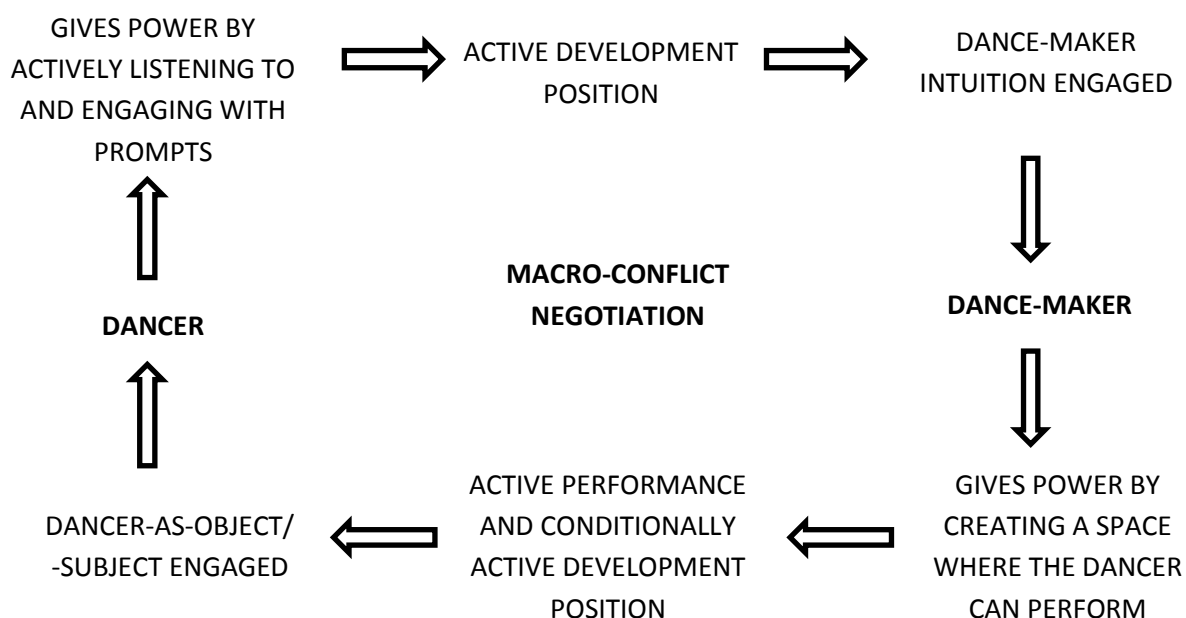 GIVES POWER BY
ACTIVELY LISTENING TO
AND ENGAGING WITH
PROMPTS
ACTIVE DEVELOPMENT
POSITION
DANCE-MAKER
INTUITION ENGAGED
DANCER
MACRO-CONFLICT
NEGOTIATION
DANCE-MAKER
DANCER-AS-OBJECT/
-SUBJECT ENGAGED
ACTIVE PERFORMANCE
AND CONDITIONALLY
ACTIVE DEVELOPMENT
POSITION
GIVES POWER BY
CREATING A SPACE
WHERE THE DANCER
CAN PERFORM